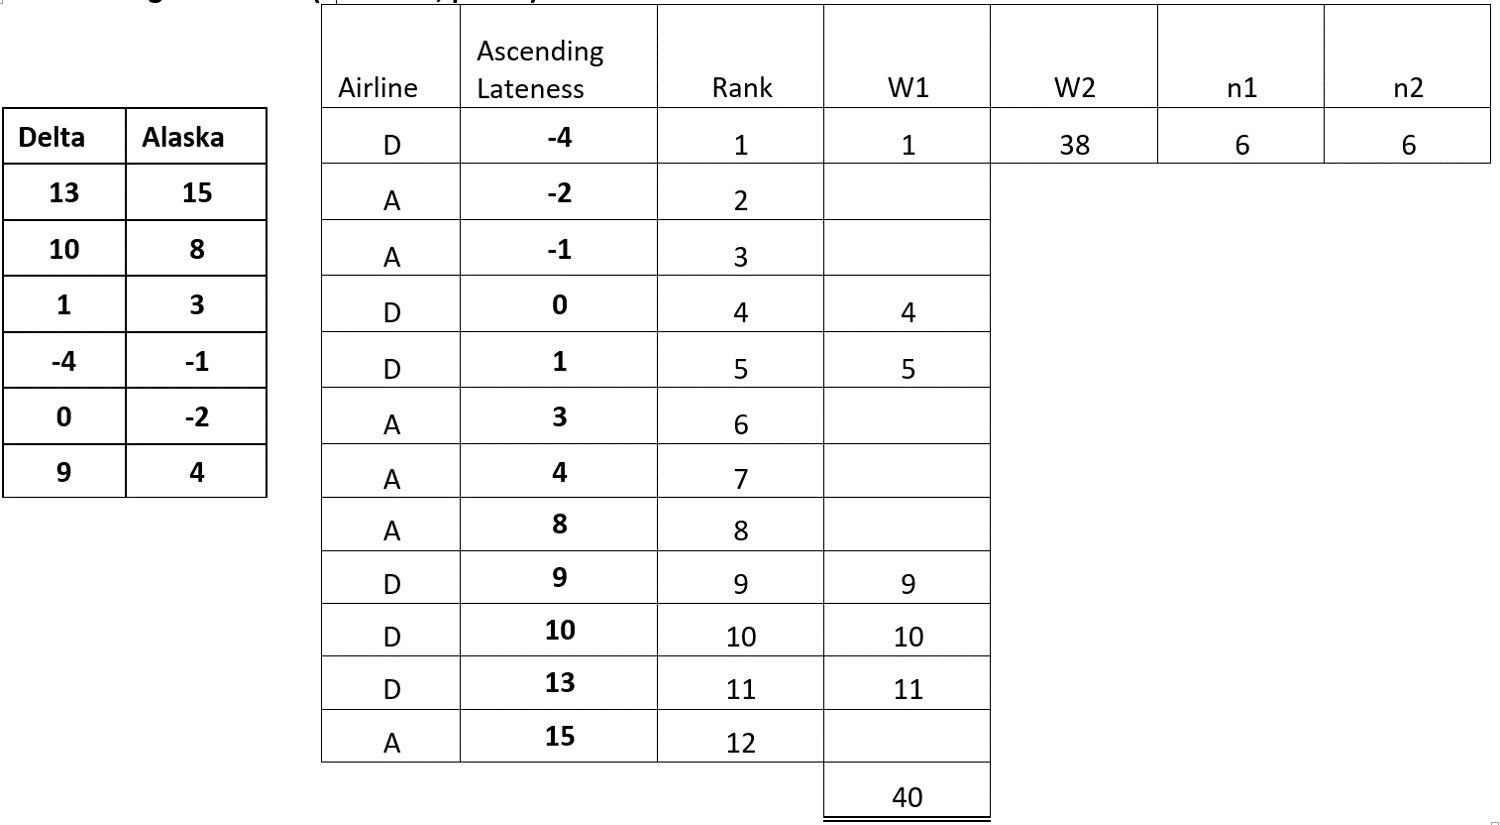 Delta Alaska
13 15
10 8
1 3
-4 -1
0 -2
9 4
Airline Ascending Lateness Rank W1 W2 n1 n2
D -4 1 1 38 6 6
A -2 2
A -1 3
D 0 4 4
D 1 5 5
A 3 6
A 4 7
A 8 8
D 9 9 9
D 10 10 10
D 13 11 11
A 15 12
40